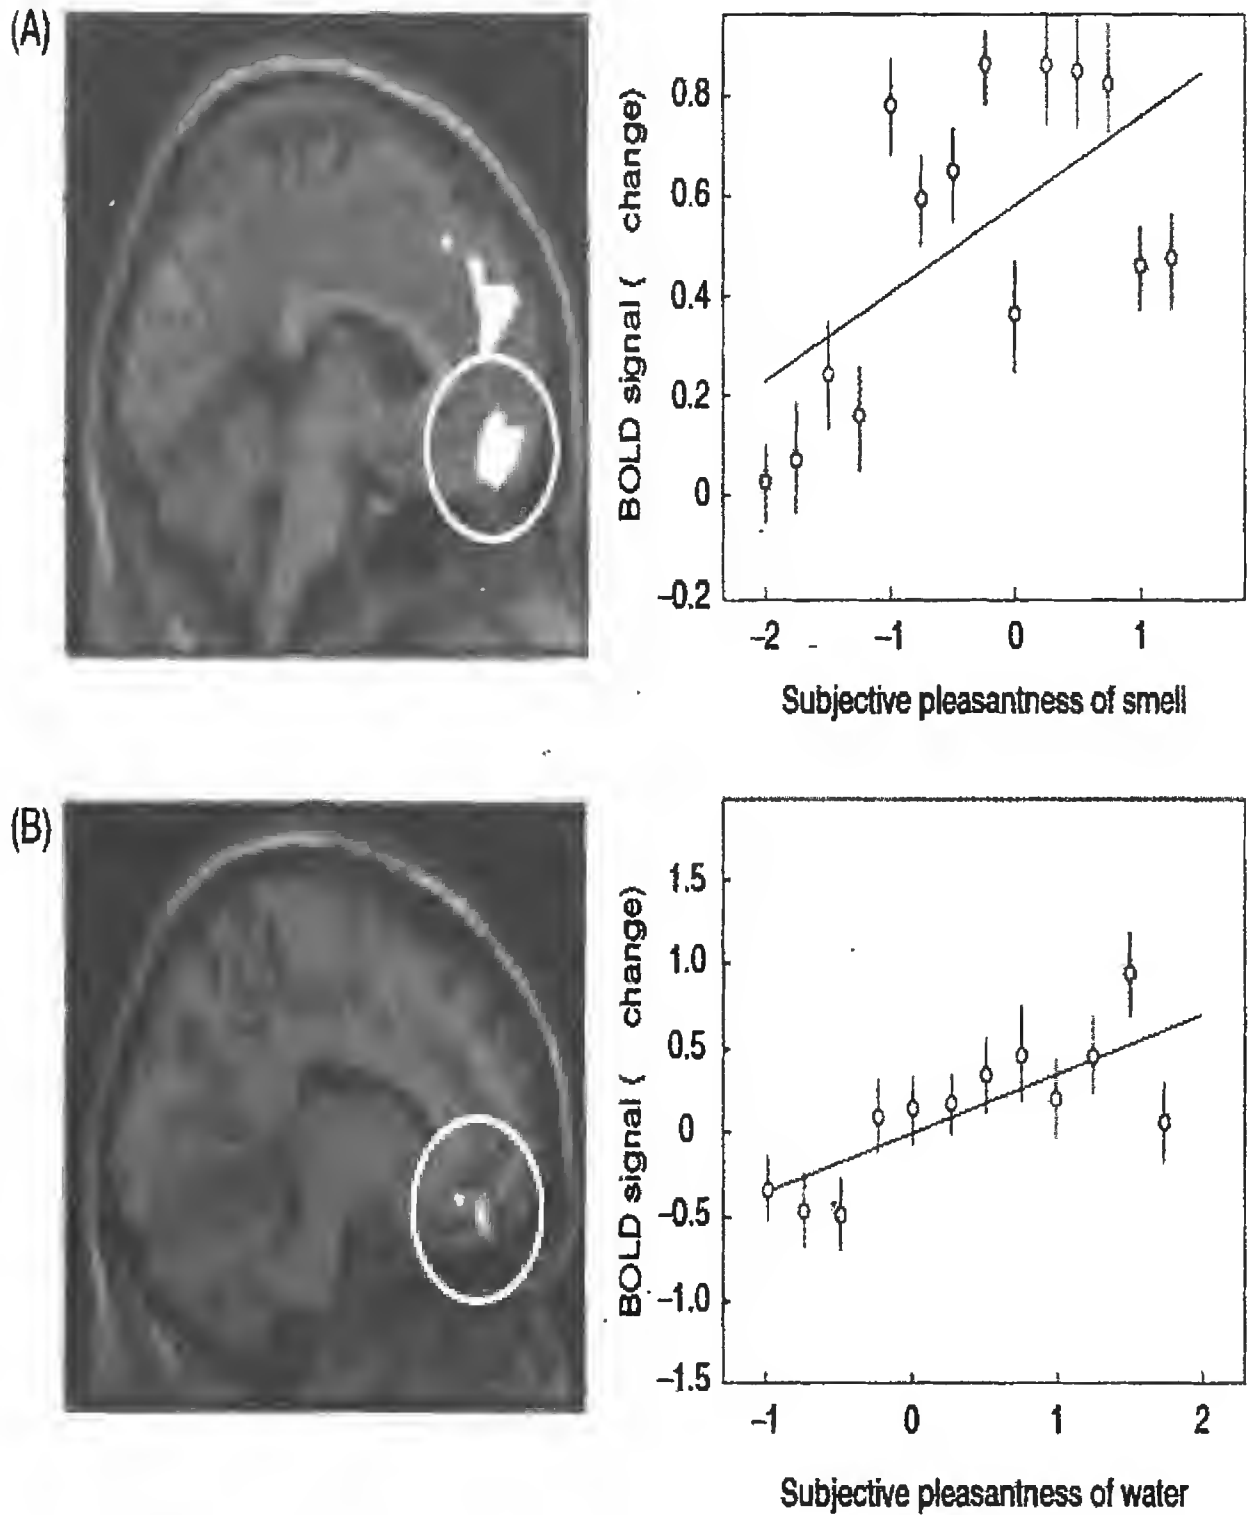 (A)
BOLD signal ( change)
0.8
0.6
0.4
0.2
0
–0.2
–2 –1 0 1
Subjective pleasantness of smell
(B)
BOLD signal ( change)
1.5
1.0
0.5
0
–0.5
–1.0
–1.5
–1 0 1 2
Subjective pleasantness of water